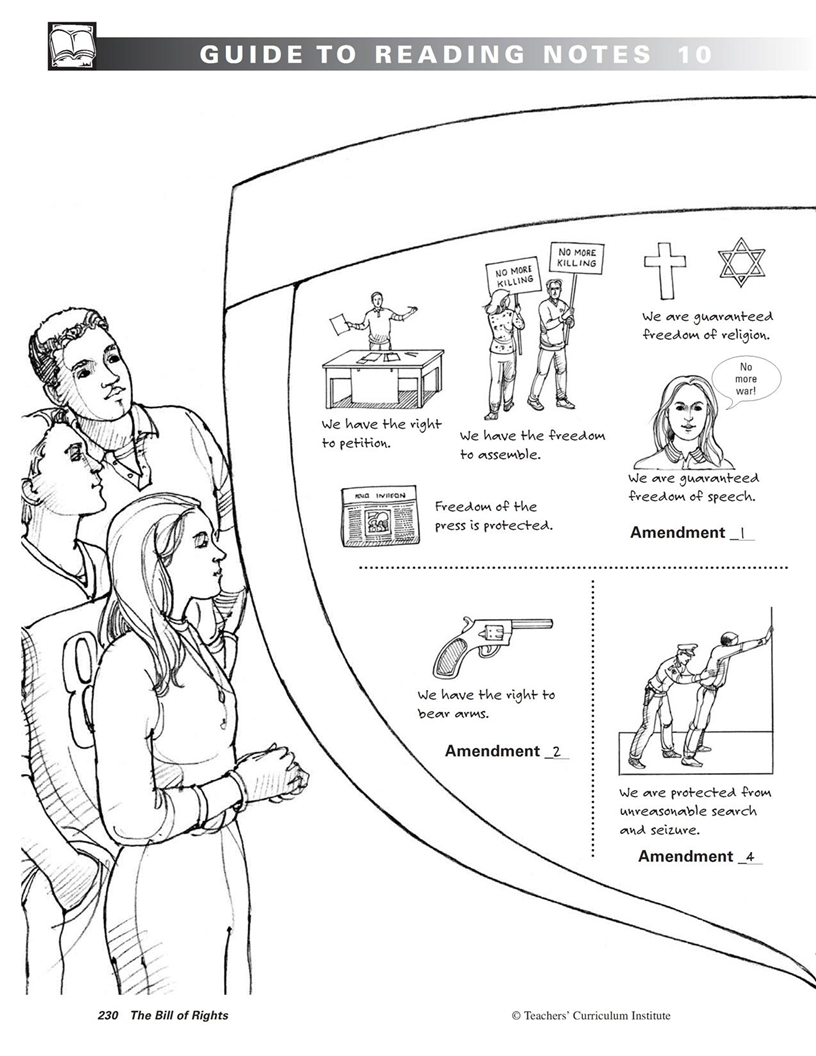 GUIDE TO READING NOTES 10
NO MORE
KILLING
NO MORE
KILLING
We are guaranteed
freedom of religion.
We have the right
to petition.
We have the freedom
to assemble.
No
more
war!
We are guaranteed
freedom of speech.
Freedom of the
press is protected.
Amendment 1
We have the right to
bear arms.
Amendment 2
We are protected from
unreasonable search
and seizure.
Amendment 4
230 The Bill of Rights
© Teachers' Curriculum Institute